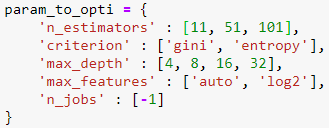 param_to_opti = {
    'n_estimators' : [11, 51, 101],
    'criterion' : ['gini', 'entropy'],
    'max_depth' : [4, 8, 16, 32],
    'max_features' : ['auto', 'log2'],
    'n_jobs' : [-1]
}